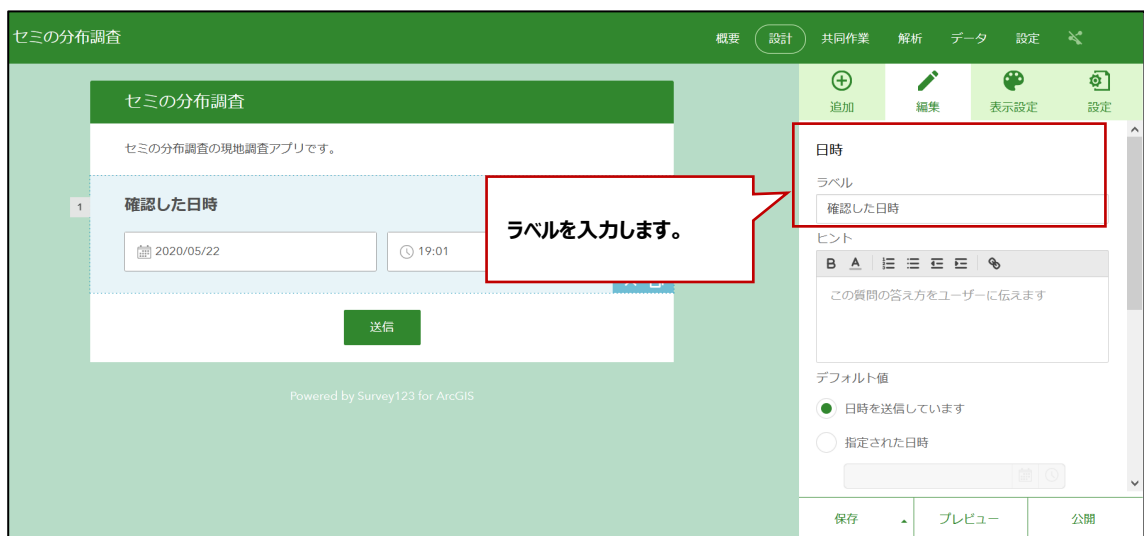 セミの分布調査
概要 設計 共同作業 解析 データ 設定
追加 編集 表示設定 設定
セミの分布調査
セミの分布調査の現地調査アプリです。
1
確認した日時
2020/05/22 19:01
送信
Powered by Survey123 for ArcGIS
ラベルを入力します。
日時
ラベル
確認した日時
ヒント
B A
この質問の答え方をユーザーに伝えます
デフォルト値
日時を送信しています
指定された日時
保存 プレビュー 公開